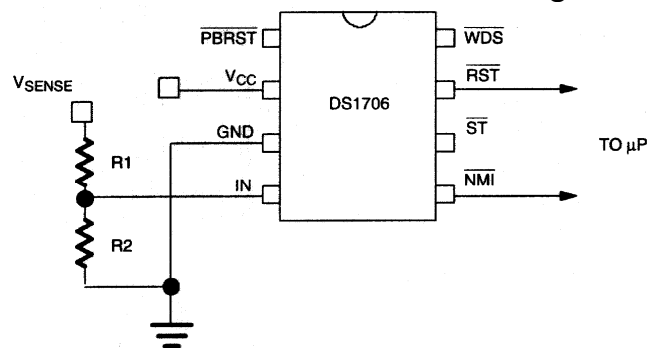 PBRST
WDS
VSENSE
VCC
RST
DS1706
GND
ST
TO µP
R1
IN
NMI
R2